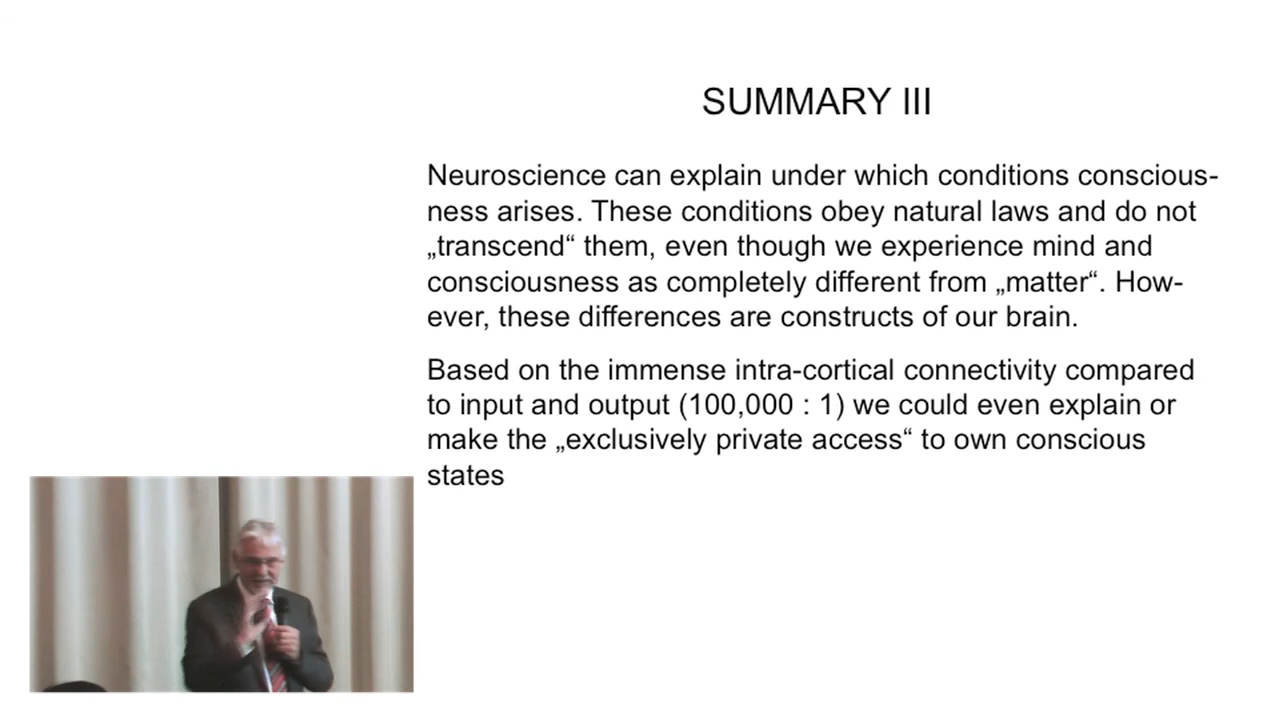 SUMMARY III
Neuroscience can explain under which conditions conscious-
ness arises. These conditions obey natural laws and do not
„transcend“ them, even though we experience mind and
consciousness as completely different from „matter“. How-
ever, these differences are constructs of our brain.
Based on the immense intra-cortical connectivity compared
to input and output (100,000 : 1) we could even explain or
make the „exclusively private access“ to own conscious
states